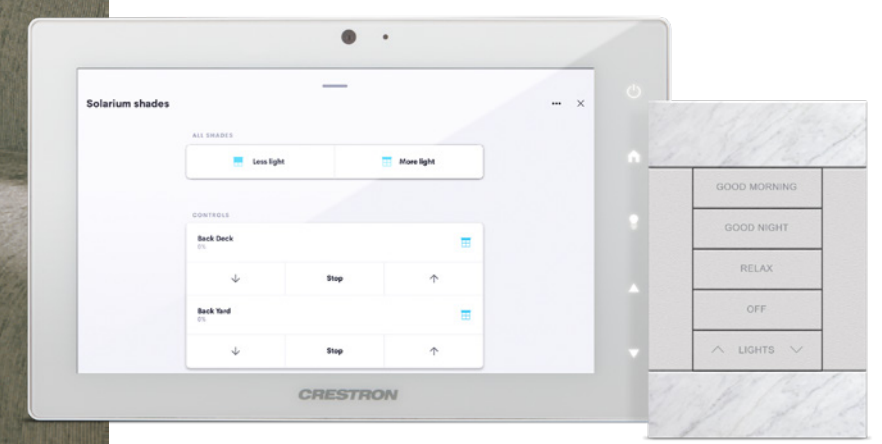 Solarium shades
ALL SHADES
Less light
More light
CONTROLS
Back Deck
0%
Stop
Back Yard
0%
Stop
CRESTRON
GOOD MORNING
GOOD NIGHT
RELAX
OFF
LIGHTS